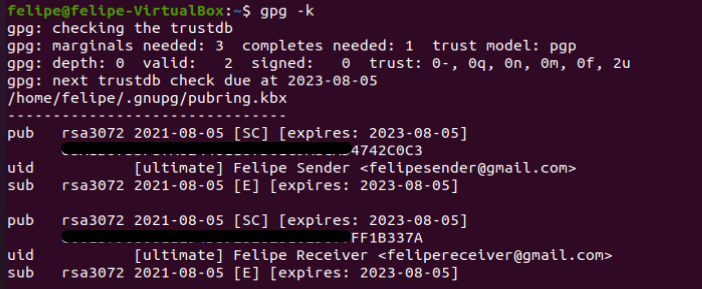 felipe@felipe-VirtualBox:~$ gpg -k
gpg: checking the trustdb
gpg: marginals needed: 3  completes needed: 1  trust model: pgp
gpg: depth: 0  valid:   2  signed:   0  trust: 0-, 0q, 0n, 0m, 0f, 2u
gpg: next trustdb check due at 2023-08-05
/home/felipe/.gnupg/pubring.kbx
-------------------------------
pub   rsa3072 2021-08-05 [SC] [expires: 2023-08-05]
4742C0C3
uid           [ultimate] Felipe Sender <felipesender@gmail.com>
sub   rsa3072 2021-08-05 [E] [expires: 2023-08-05]
pub   rsa3072 2021-08-05 [SC] [expires: 2023-08-05]
FF1B337A
uid           [ultimate] Felipe Receiver <felipereceiver@gmail.com>
sub   rsa3072 2021-08-05 [E] [expires: 2023-08-05]